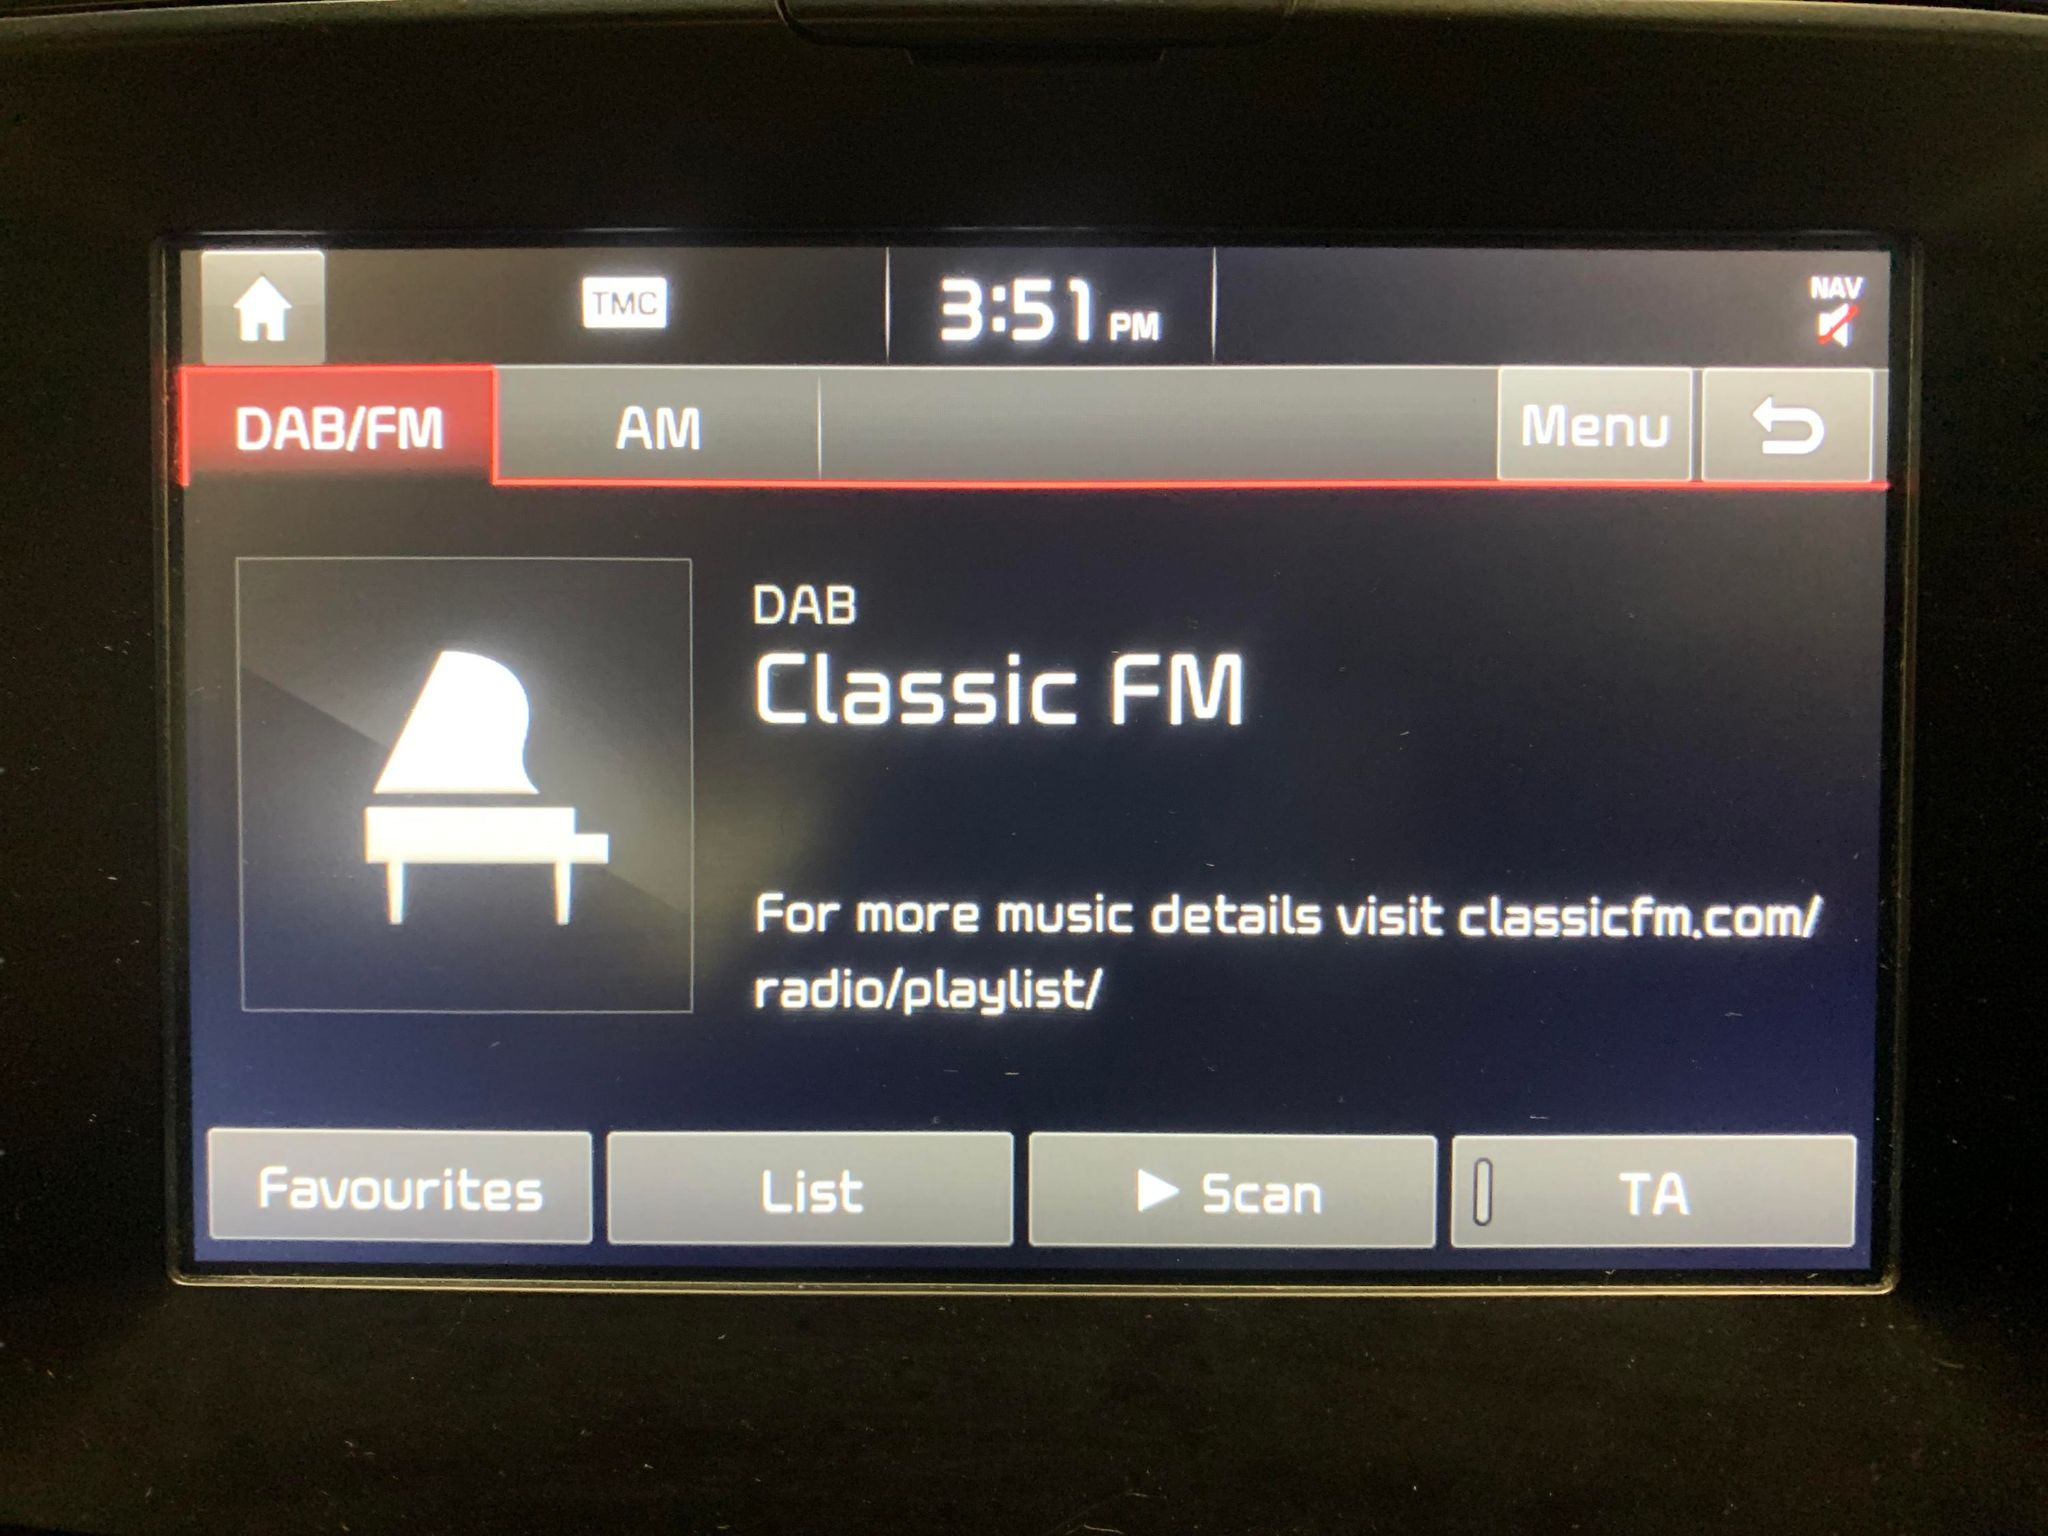 TMC
3:51 PM
NAV
DAB/FM
AM
Menu
DAB
Classic FM
For more music details visit classicfm.com/
radio/playlist/
Favourites
List
Scan
TA